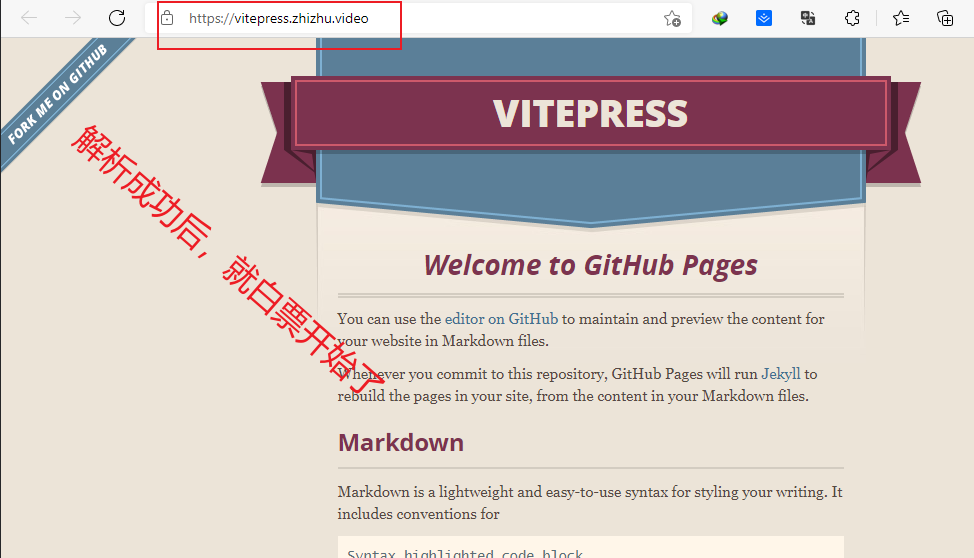 https://vitepress.zhizhu.video
FORK ME ON GITHUB
VITEPRESS
解析成功后，就白票开始了
Welcome to GitHub Pages
You can use the editor on GitHub to maintain and preview the content for
your website in Markdown files.
Whenever you commit to this repository, GitHub Pages will run Jekyll to
rebuild the pages in your site, from the content in your Markdown files.
Markdown
Markdown is a lightweight and easy-to-use syntax for styling your writing. It
includes conventions for
Syntax highlighted code block